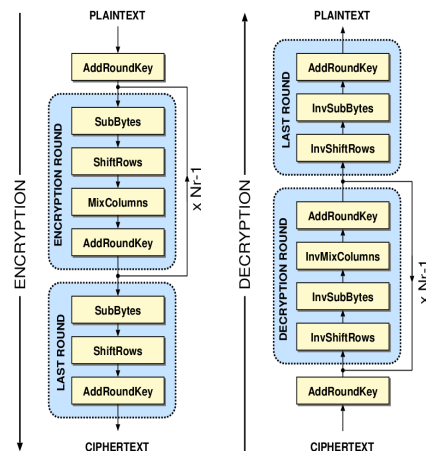 PLAINTEXT
AddRoundKey
SubBytes
ShiftRows
MixColumns
AddRoundKey
ENCRYPTION ROUND
x Nr-1
ENCRYPTION
SubBytes
ShiftRows
AddRoundKey
LAST ROUND
CIPHERTEXT
PLAINTEXT
AddRoundKey
InvSubBytes
InvShiftRows
LAST ROUND
DECRYPTION
AddRoundKey
InvMixColumns
InvSubBytes
InvShiftRows
DECRYPTION ROUND
x Nr-1
AddRoundKey
CIPHERTEXT